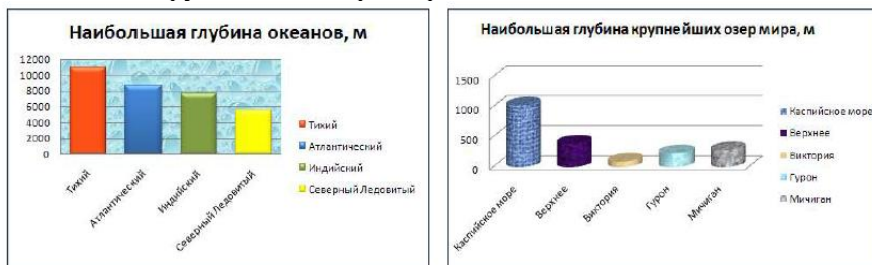 Наибольшая глубина океанов, м
12000
10000
8000
6000
4000
2000
0
Тихий
Атлантический
Индийский
Северный Ледовитый
Тихий
Атлантический
Индийский
Северный Ледовитый
Наибольшая глубина крупнейших озер мира, м
1500
1000
500
0
Каспийское море
Верхнее
Виктория
Гурон
Мичиган
Каспийское море
Верхнее
Виктория
Гурон
Мичиган